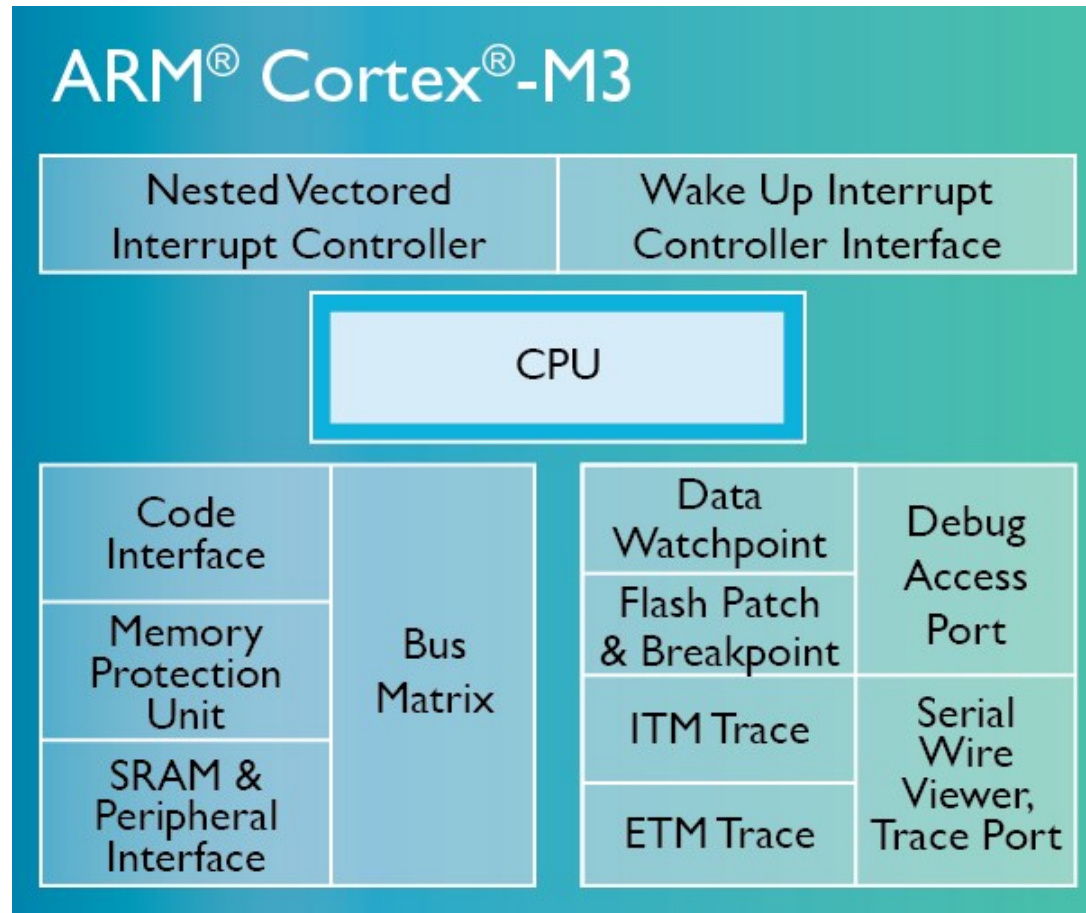 ARM® Cortex®-M3
Nested Vectored
Interrupt Controller
Wake Up Interrupt
Controller Interface
CPU
Code
Interface
Memory
Protection
Unit
SRAM &
Peripheral
Interface
Bus
Matrix
Data
Watchpoint
Flash Patch
& Breakpoint
ITM Trace
ETM Trace
Debug
Access
Port
Serial
Wire
Viewer,
Trace Port